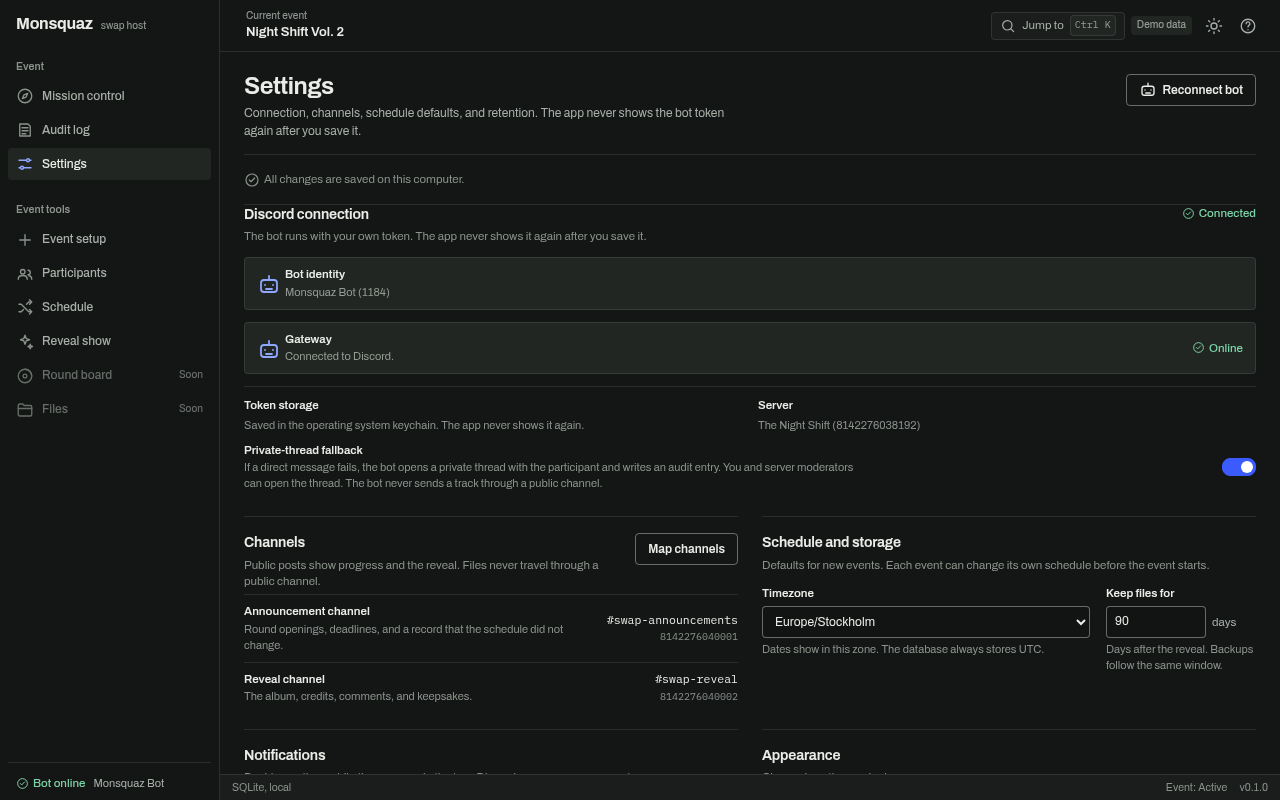 Monsquaz swap host
Event
Mission control
Audit log
Settings
Event tools
Event setup
Participants
Schedule
Reveal show
Round board Soon
Files Soon
Bot online Monsquaz Bot
Current event
Night Shift Vol. 2
Jump to Ctrl K
Demo data
Settings
Connection, channels, schedule defaults, and retention. The app never shows the bot token
again after you save it.
Reconnect bot
All changes are saved on this computer.
Discord connection
Connected
The bot runs with your own token. The app never shows it again after you save it.
Bot identity
Monsquaz Bot (1184)
Gateway
Connected to Discord.
Online
Token storage
Saved in the operating system keychain. The app never shows it again.
Server
The Night Shift (8142276038192)
Private-thread fallback
If a direct message fails, the bot opens a private thread with the participant and writes an audit entry. You and server moderators
can open the thread. The bot never sends a track through a public channel.
Channels
Public posts show progress and the reveal. Files never travel through a
public channel.
Map channels
Announcement channel
Round openings, deadlines, and a record that the schedule did not
change.
#swap-announcements
8142276040001
Reveal channel
The album, credits, comments, and keepsakes.
#swap-reveal
8142276040002
Schedule and storage
Defaults for new events. Each event can change its own schedule before the event starts.
Timezone
Europe/Stockholm
Dates show in this zone. The database always stores UTC.
Keep files for
90 days
Days after the reveal. Backups
follow the same window.
Notifications
Appearance
SQLite, local
Event: Active v0.1.0